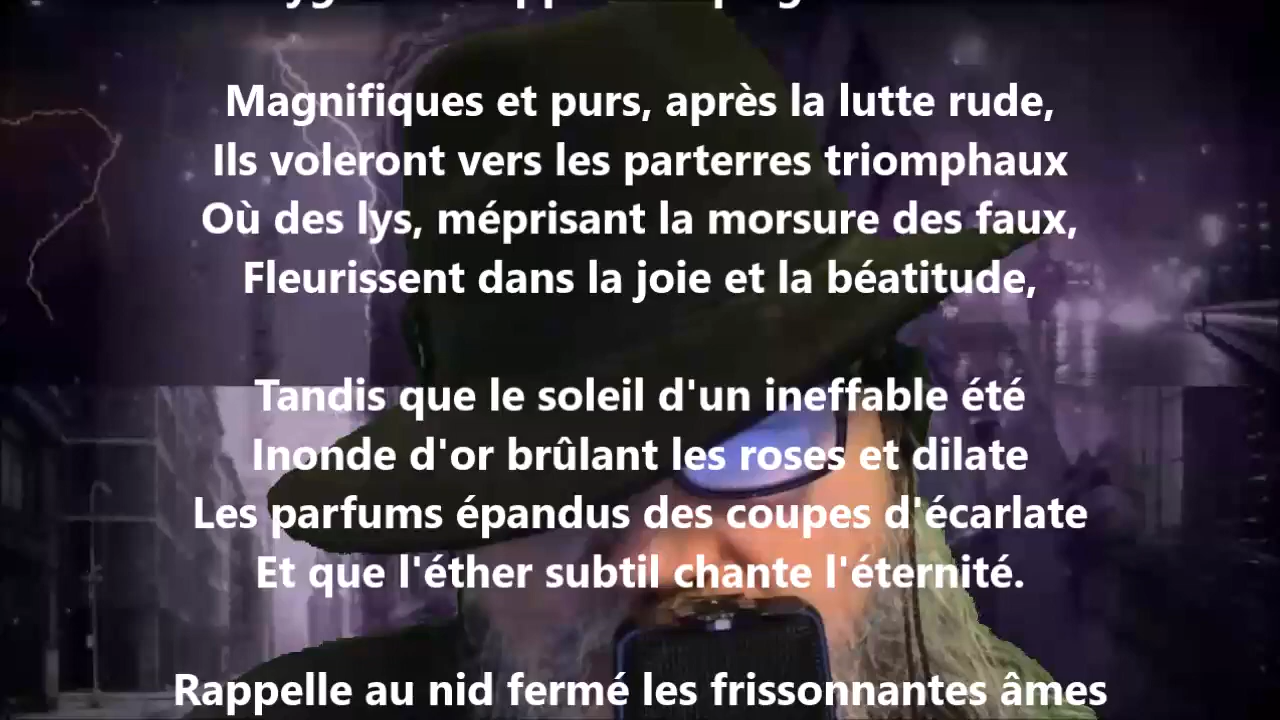 Magnifiques et purs, après la lutte rude,
Ils voleront vers les parterres triomphaux
Où des lys, méprisant la morsure des faux,
Fleurissent dans la joie et la béatitude,
Tandis que le soleil d'un ineffable été
Inonde d'or brûlant les roses et dilate
Les parfums épandus des coupes d'écarlate
Et que l'éther subtil chante l'éternité.
Rappelle au nid fermé les frissonnantes âmes